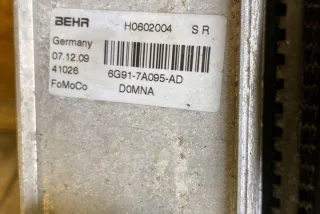 BEHR H0602004 S R
Germany
07.12.09
41026 6G91-7A095-AD
FoMoCo D0MNA